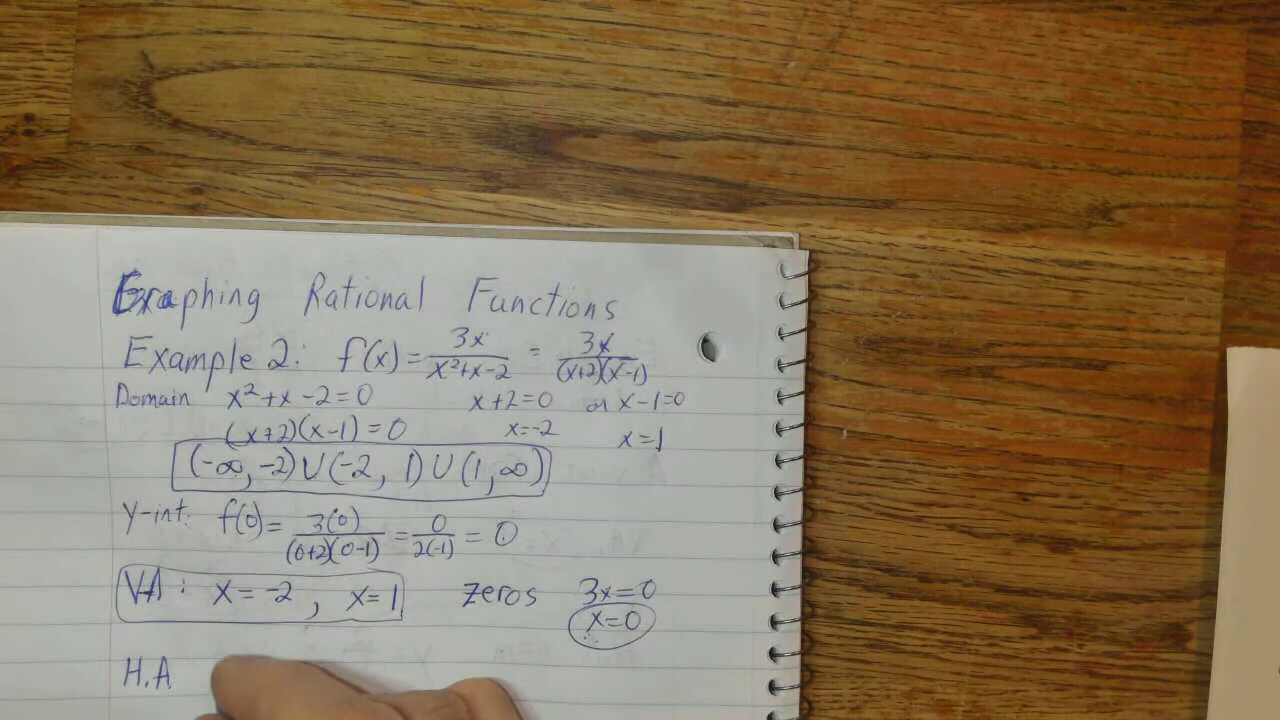 Graphing Rational Functions
Example 2: f(x) = 3x/(x²+x-2) = 3x/((x+2)(x-1))
Domain x²+x-2=0 x+2=0 or x-1=0
(x+2)(x-1)=0 x=-2 x=1
(-∞,-2)∪(-2, 1)∪(1,∞)
Y-int: f(0)= 3(0)/((0+2)(0-1)) = 0/(2(-1)) = 0
VA: x=-2, x=1 zeros 3x=0
x=0
H.A